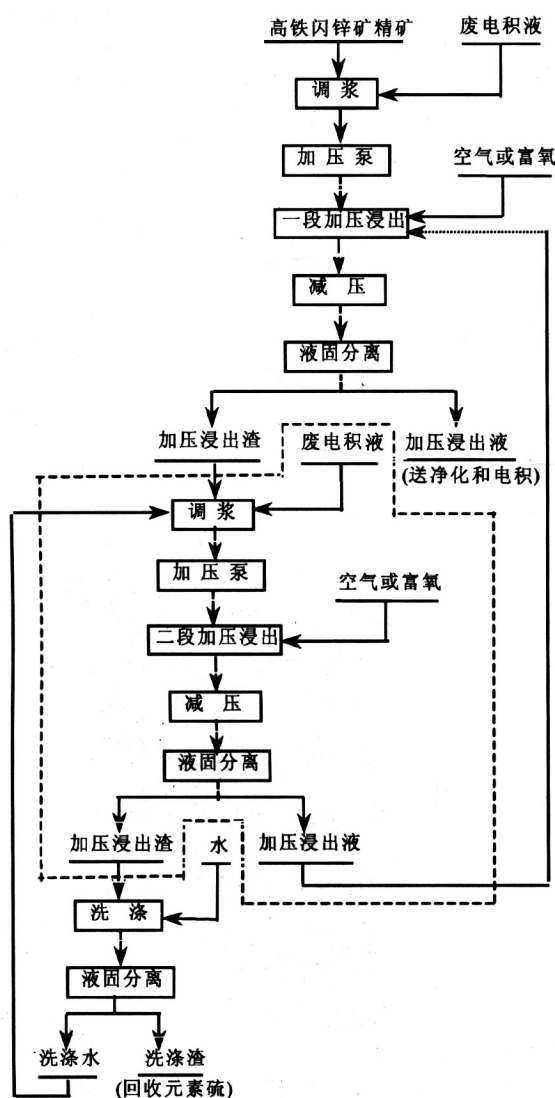 高铁闪锌矿精矿
废电积液
调浆
加压泵
空气或富氧
一段加压浸出
减压
液固分离
加压浸出渣
废电积液
加压浸出液
(送净化和电积)
调浆
加压泵
空气或富氧
二段加压浸出
减压
液固分离
加压浸出渣
水
加压浸出液
洗涤
液固分离
洗涤水
洗涤渣
(回收元素硫)